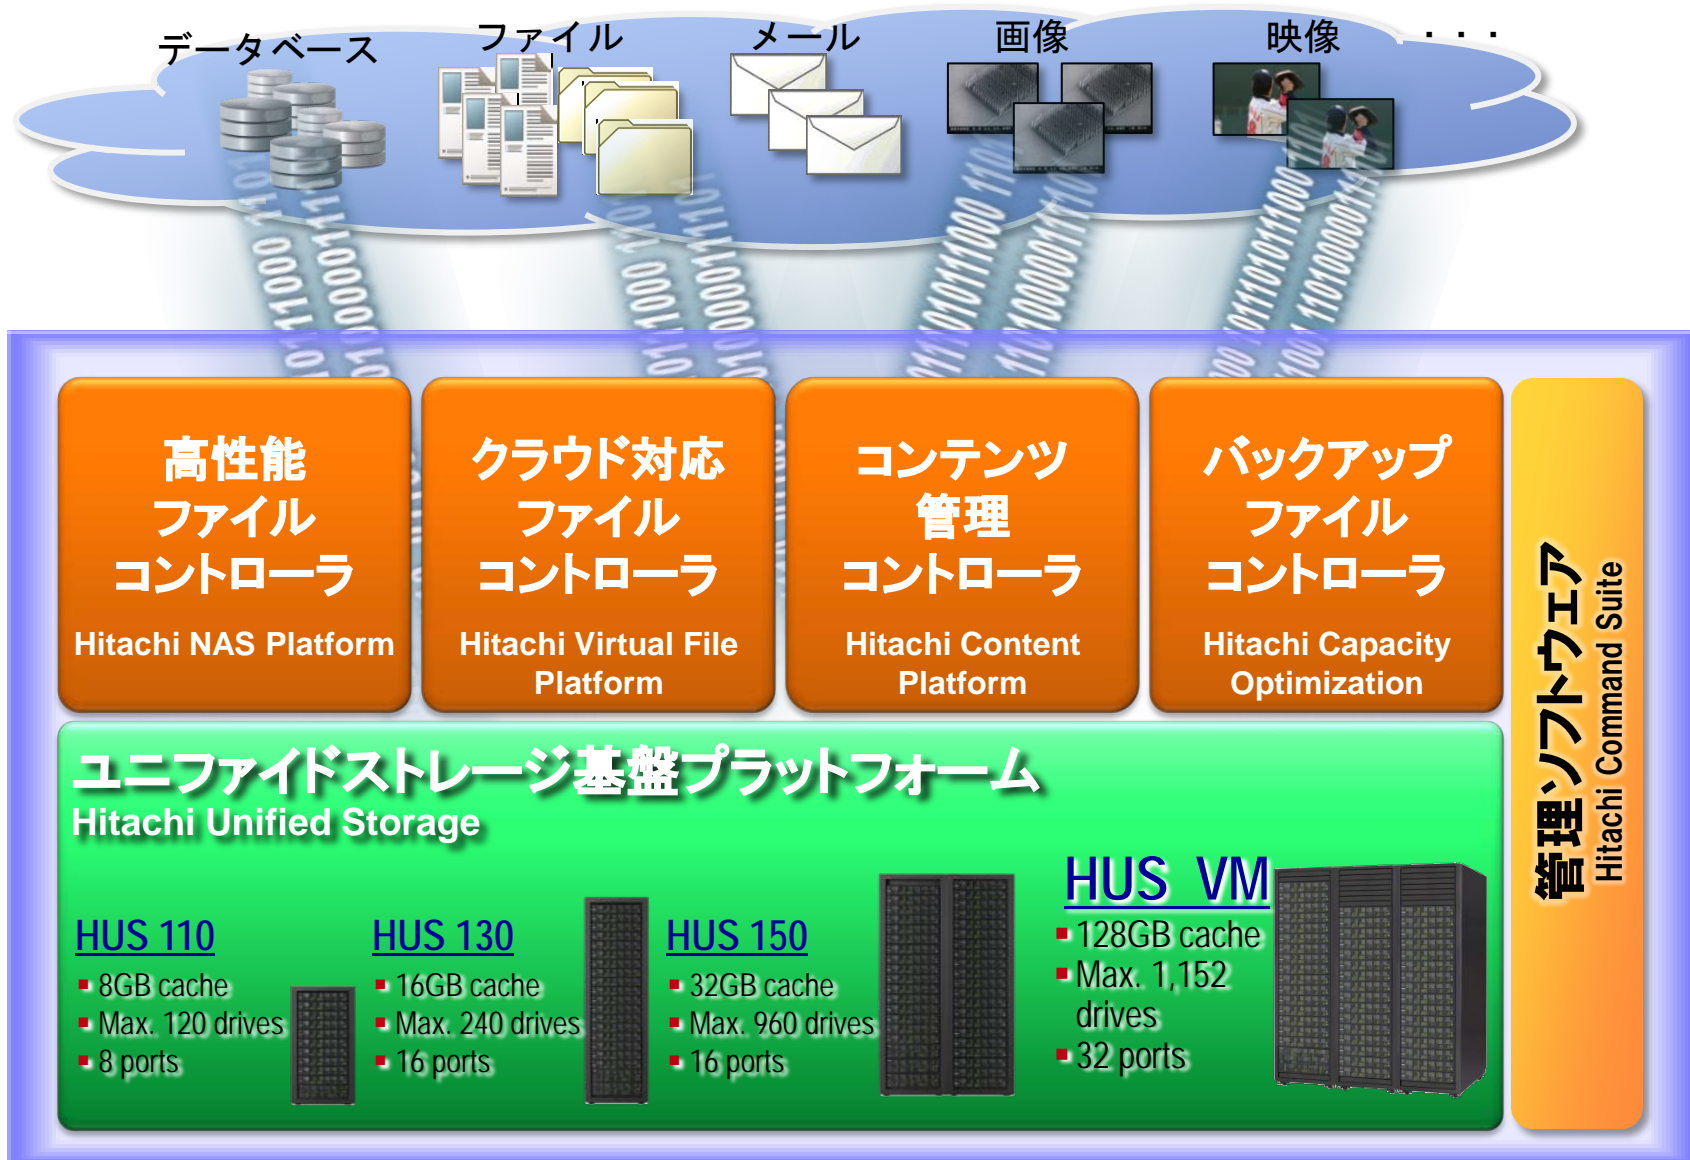 データベース
ファイル
メール
画像
映像
・・・
高性能
ファイル
コントローラ
Hitachi NAS Platform
クラウド対応
ファイル
コントローラ
Hitachi Virtual File
Platform
コンテンツ
管理
コントローラ
Hitachi Content
Platform
バックアップ
ファイル
コントローラ
Hitachi Capacity
Optimization
管理ソフトウェア
Hitachi Command Suite
ユニファイドストレージ基盤プラットフォーム
Hitachi Unified Storage
HUS 110
8GB cache
Max. 120 drives
8 ports
HUS 130
16GB cache
Max. 240 drives
16 ports
HUS 150
32GB cache
Max. 960 drives
16 ports
HUS VM
128GB cache
Max. 1,152
drives
32 ports